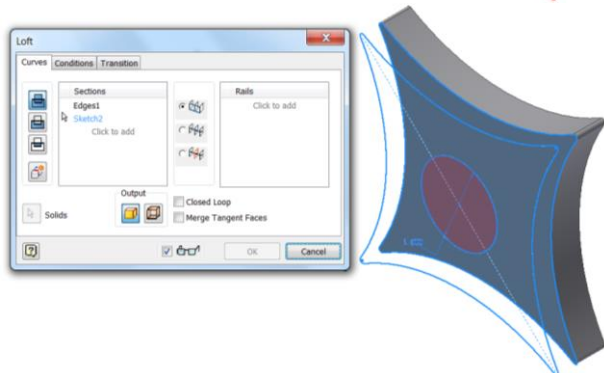 Loft
Curves Conditions Transition
Sections
Edges1
Sketch2
Click to add
Rails
Click to add
Solids
Output
Closed Loop
Merge Tangent Faces
OK
Cancel